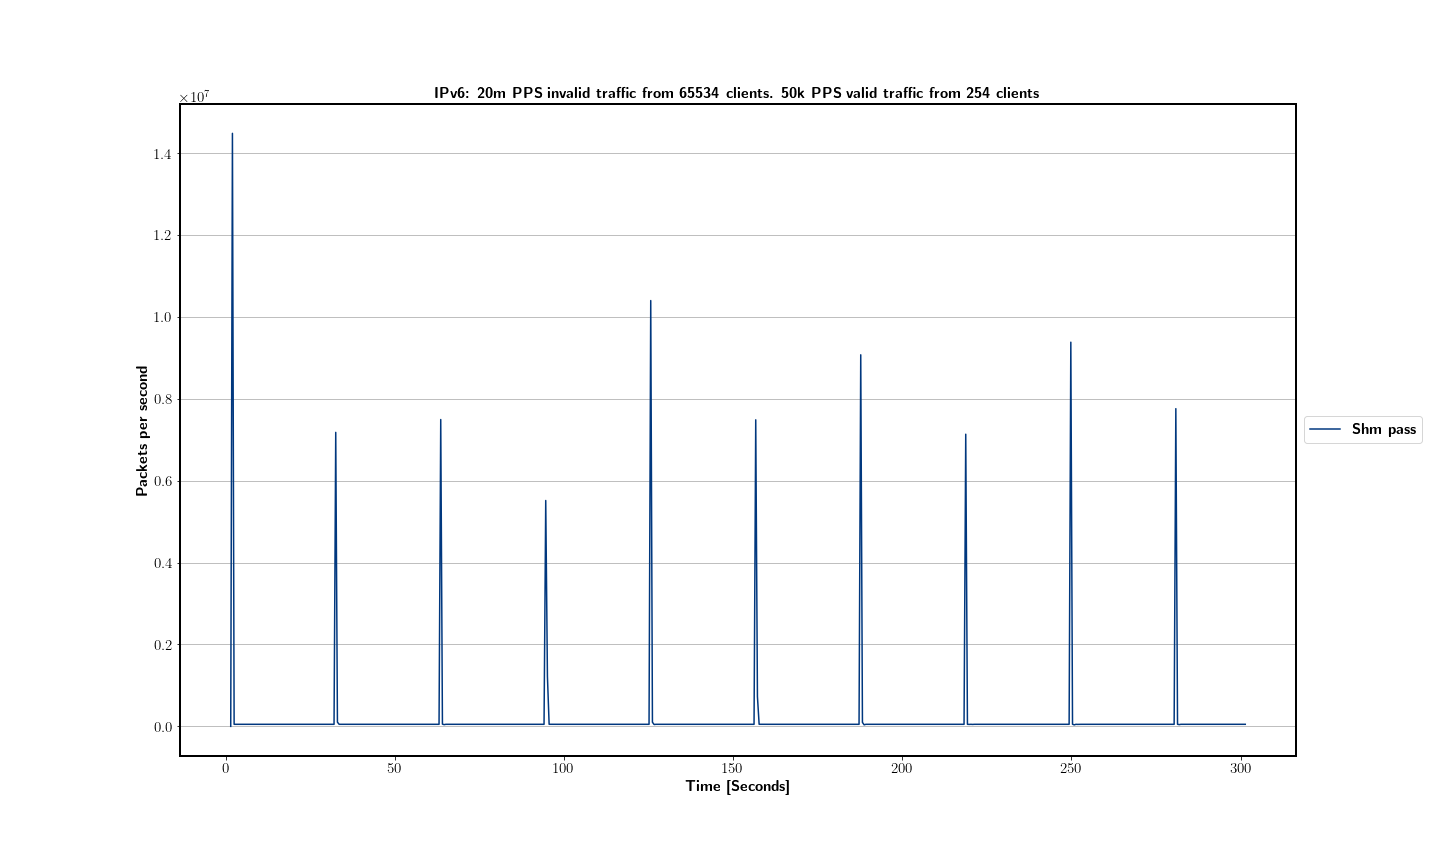 IPv6: 20m PPS invalid traffic from 65534 clients. 50k PPS valid traffic from 254 clients
×10⁷
1.4
1.2
1.0
0.8
0.6
0.4
0.2
0.0
Packets per second
Shm pass
0 50 100 150 200 250 300
Time [Seconds]